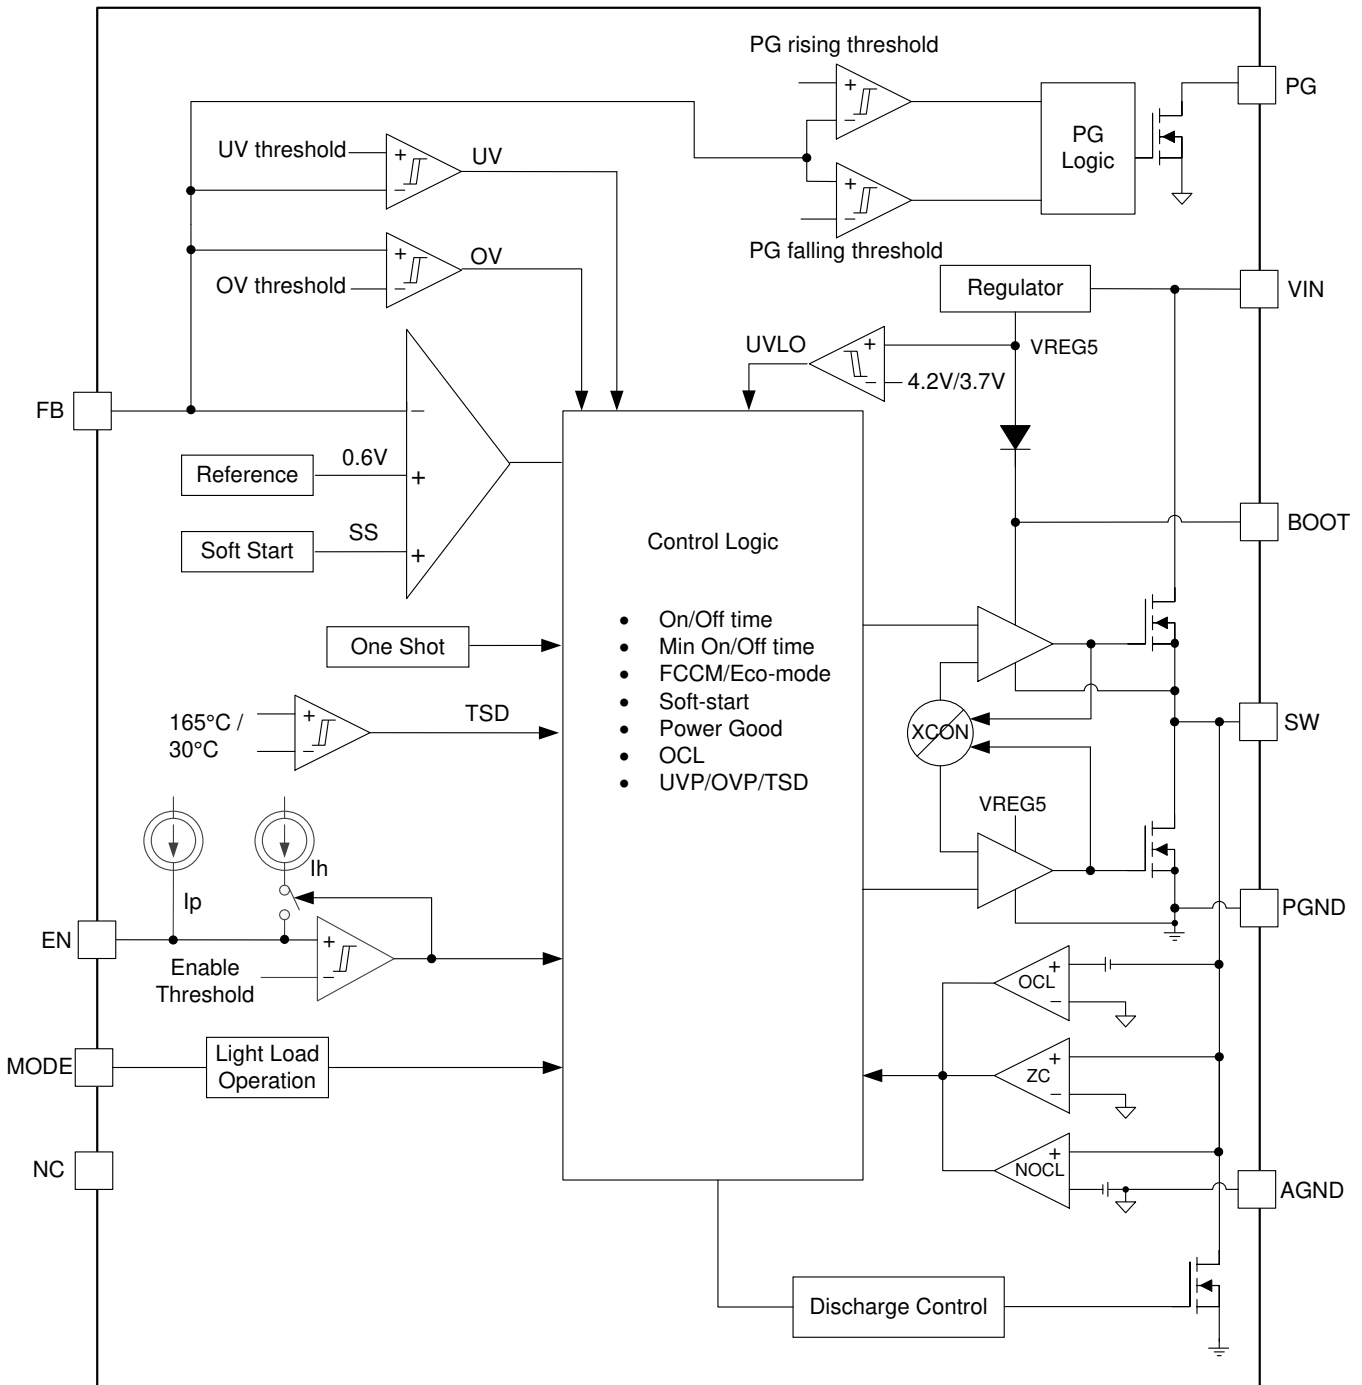 PG rising threshold
PG
UV threshold
+
−
UV
+
−
PG
Logic
+
−
PG falling threshold
OV threshold
+
−
OV
Regulator
VIN
UVLO
+
−
VREG5
4.2V/3.7V
FB
−
Reference
0.6V
+
BOOT
Soft Start
SS
+
Control Logic
• On/Off time
• Min On/Off time
• FCCM/Eco-mode
• Soft-start
• Power Good
• OCL
• UVP/OVP/TSD
One Shot
165°C /
30°C
+
−
TSD
XCON
SW
VREG5
Ip
Ih
PGND
EN
+
−
Enable
Threshold
OCL
+
−
MODE
Light Load
Operation
ZC
+
−
NC
NOCL
+
−
AGND
Discharge Control